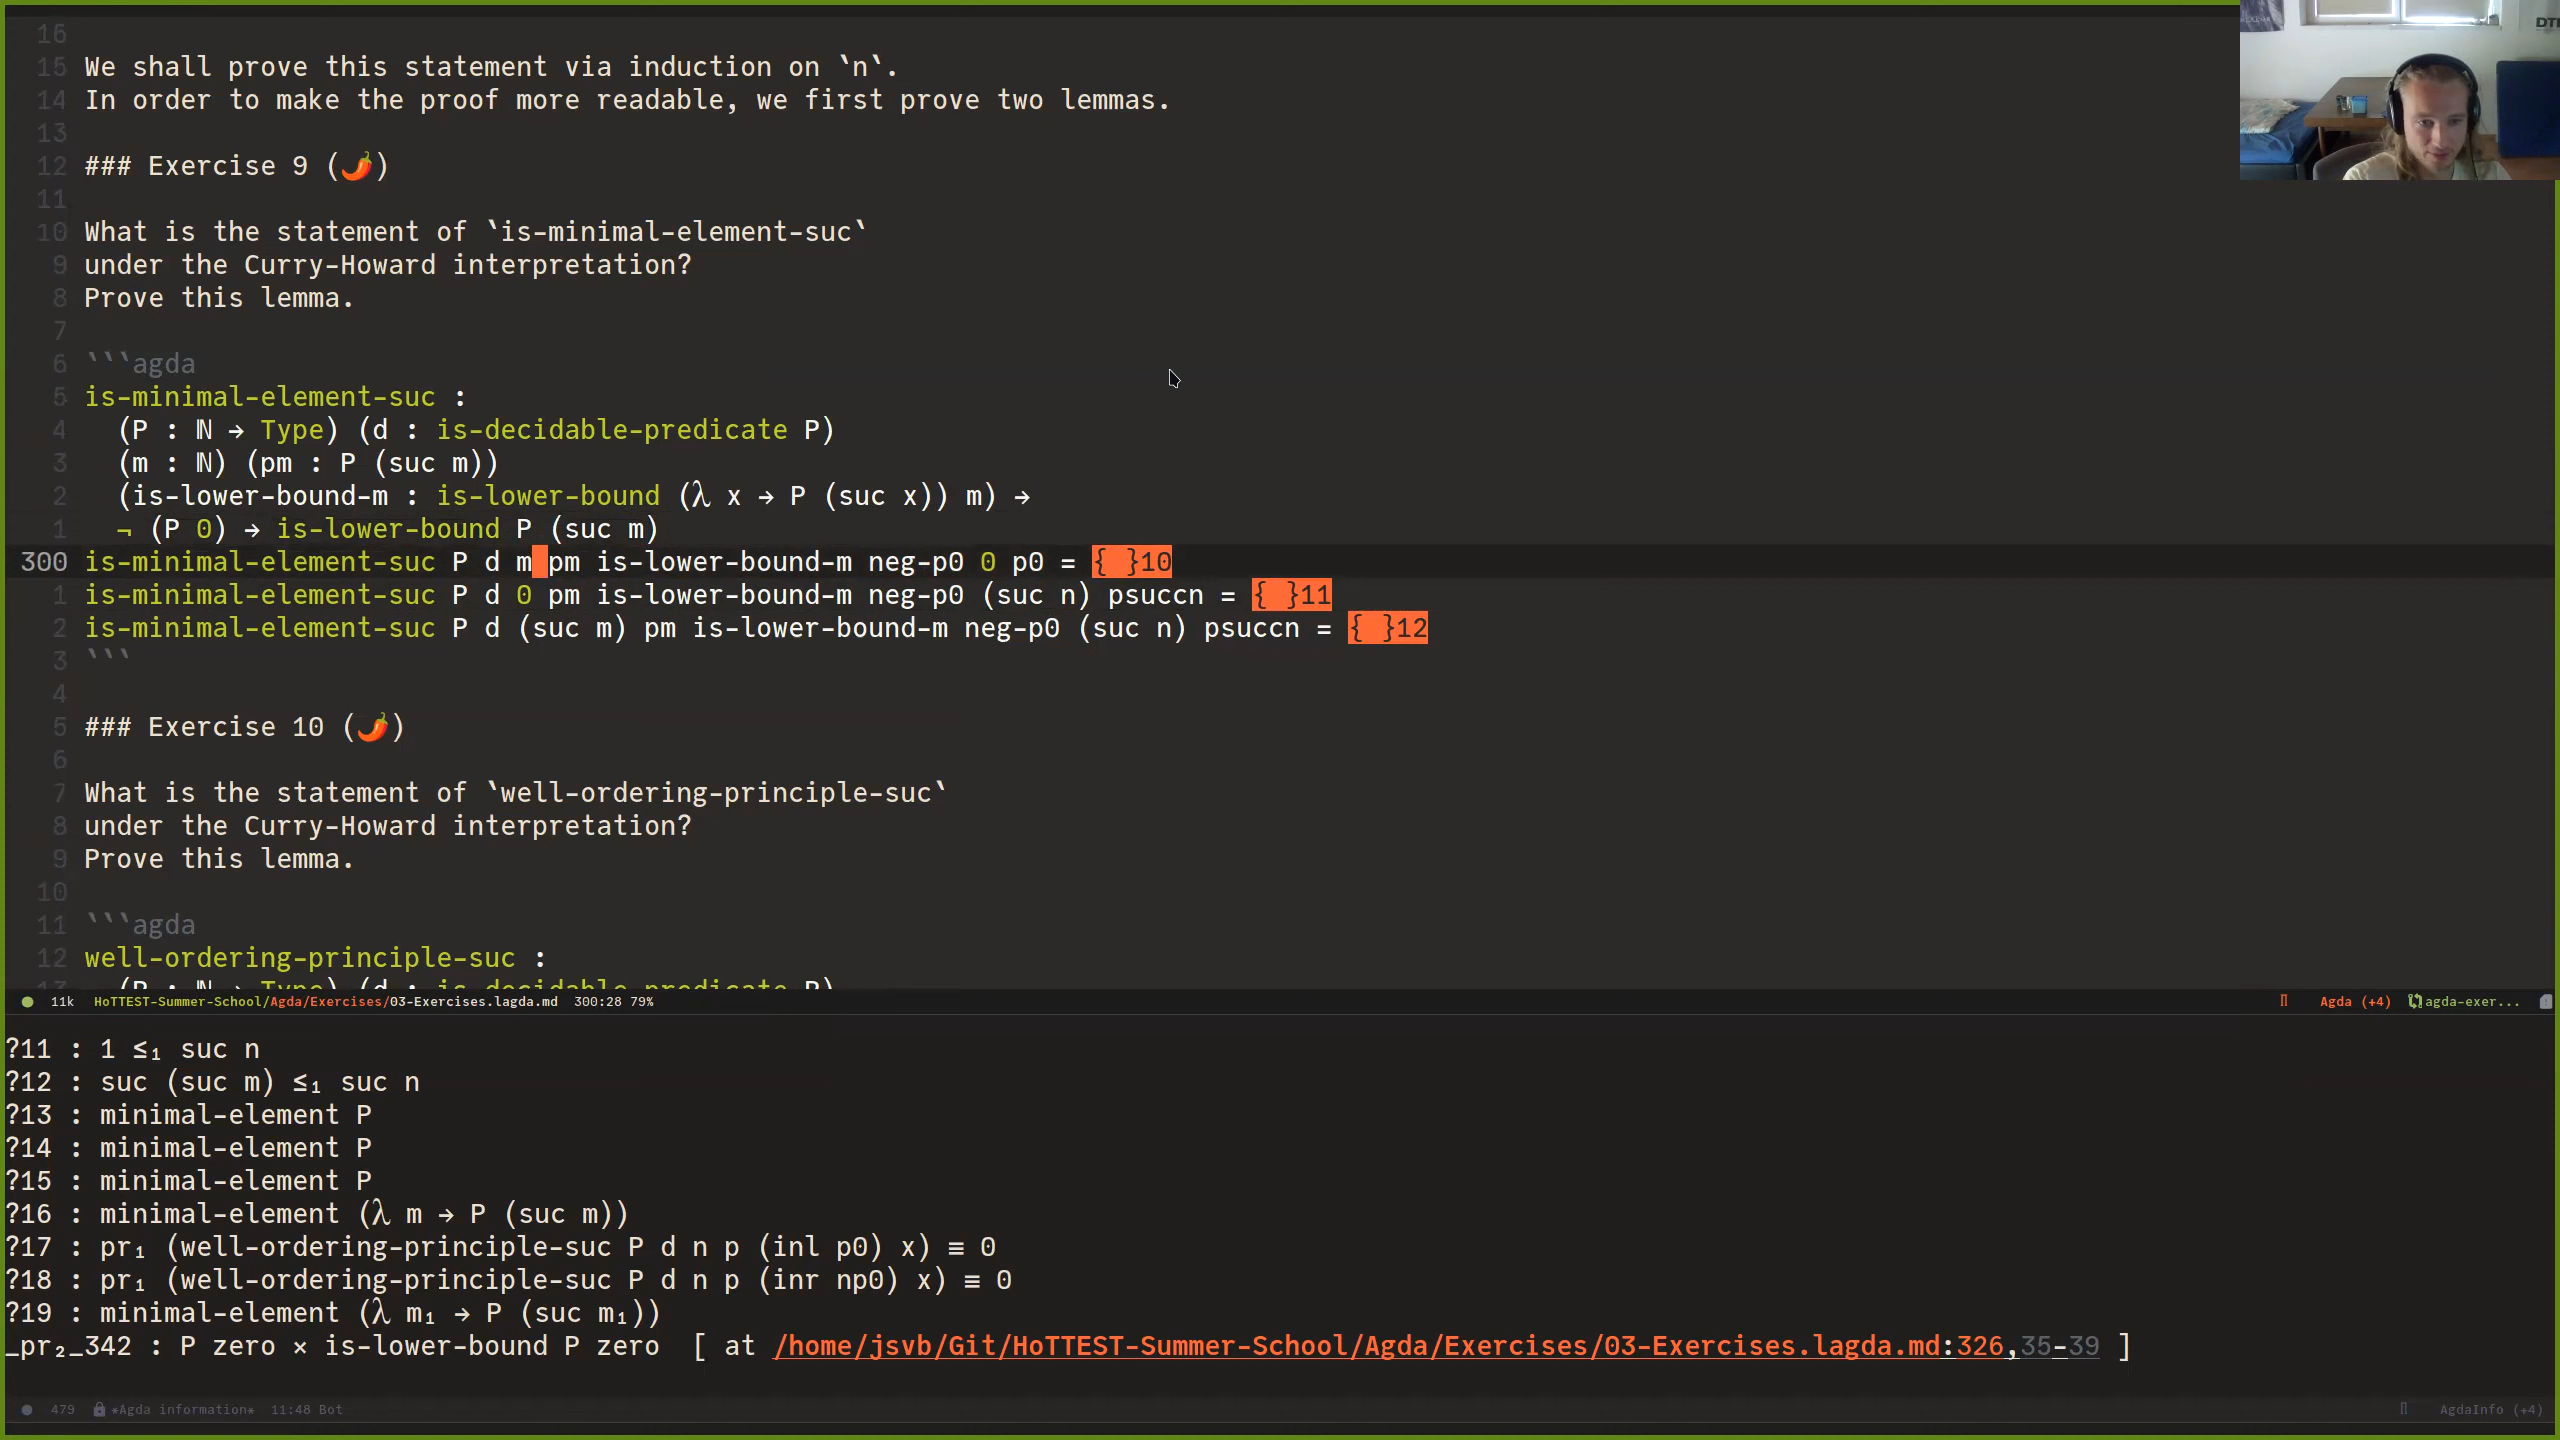 16
15 We shall prove this statement via induction on `n`.
14 In order to make the proof more readable, we first prove two lemmas.
13
12 ### Exercise 9 (🌶️)
11
10 What is the statement of `is-minimal-element-suc`
9 under the Curry-Howard interpretation?
8 Prove this lemma.
7
6 ```agda
5 is-minimal-element-suc :
4   (P : ℕ → Type) (d : is-decidable-predicate P)
3   (m : ℕ) (pm : P (suc m))
2   (is-lower-bound-m : is-lower-bound (λ x → P (suc x)) m) →
1   ¬ (P 0) → is-lower-bound P (suc m)
300 is-minimal-element-suc P d m pm is-lower-bound-m neg-p0 0 p0 = { }10
1 is-minimal-element-suc P d 0 pm is-lower-bound-m neg-p0 (suc n) psuccn = { }11
2 is-minimal-element-suc P d (suc m) pm is-lower-bound-m neg-p0 (suc n) psuccn = { }12
3 ```
4
5 ### Exercise 10 (🌶️)
6
7 What is the statement of `well-ordering-principle-suc`
8 under the Curry-Howard interpretation?
9 Prove this lemma.
10
11 ```agda
12 well-ordering-principle-suc :
13   (P : ℕ → Type) (d : is-decidable-predicate P)
11k HoTTEST-Summer-School/Agda/Exercises/03-Exercises.lagda.md 300:28 79% Agda (+4) agda-exer...
?11 : 1 ≤₁ suc n
?12 : suc (suc m) ≤₁ suc n
?13 : minimal-element P
?14 : minimal-element P
?15 : minimal-element P
?16 : minimal-element (λ m → P (suc m))
?17 : pr₁ (well-ordering-principle-suc P d n p (inl p0) x) ≡ 0
?18 : pr₁ (well-ordering-principle-suc P d n p (inr np0) x) ≡ 0
?19 : minimal-element (λ m₁ → P (suc m₁))
_pr₂_342 : P zero × is-lower-bound P zero [ at /home/jsvb/Git/HoTTEST-Summer-School/Agda/Exercises/03-Exercises.lagda.md:326,35-39 ]
479 *Agda information* 11:48 Bot AgdaInfo (+4)